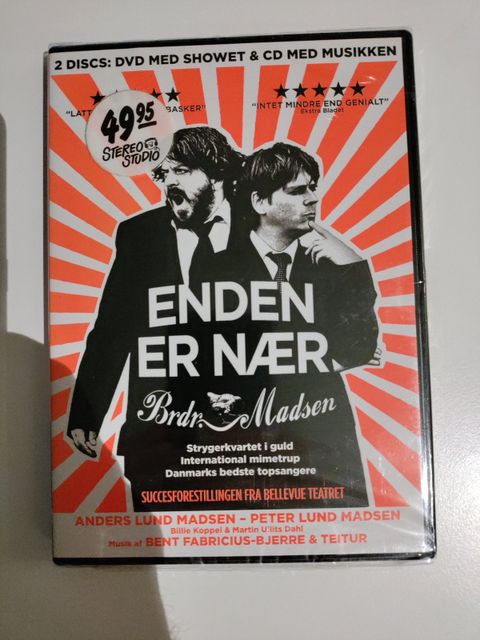 2 DISCS: DVD MED SHOWET & CD MED MUSIKKEN
"LATT
BASKER"
"INTET MINDRE END GENIALT"
Ekstra Bladet
49.95
STEREO
STUDIO
ENDEN
ER NÆR
Brdr. Madsen
Strygerkvartet i guld
International mimetrup
Danmarks bedste topsangere
SUCCESFORESTILLINGEN FRA BELLEVUE TEATRET
ANDERS LUND MADSEN – PETER LUND MADSEN
Billie Koppel & Martin Ulits Dahl
Musik af BENT FABRICIUS-BJERRE & TEITUR